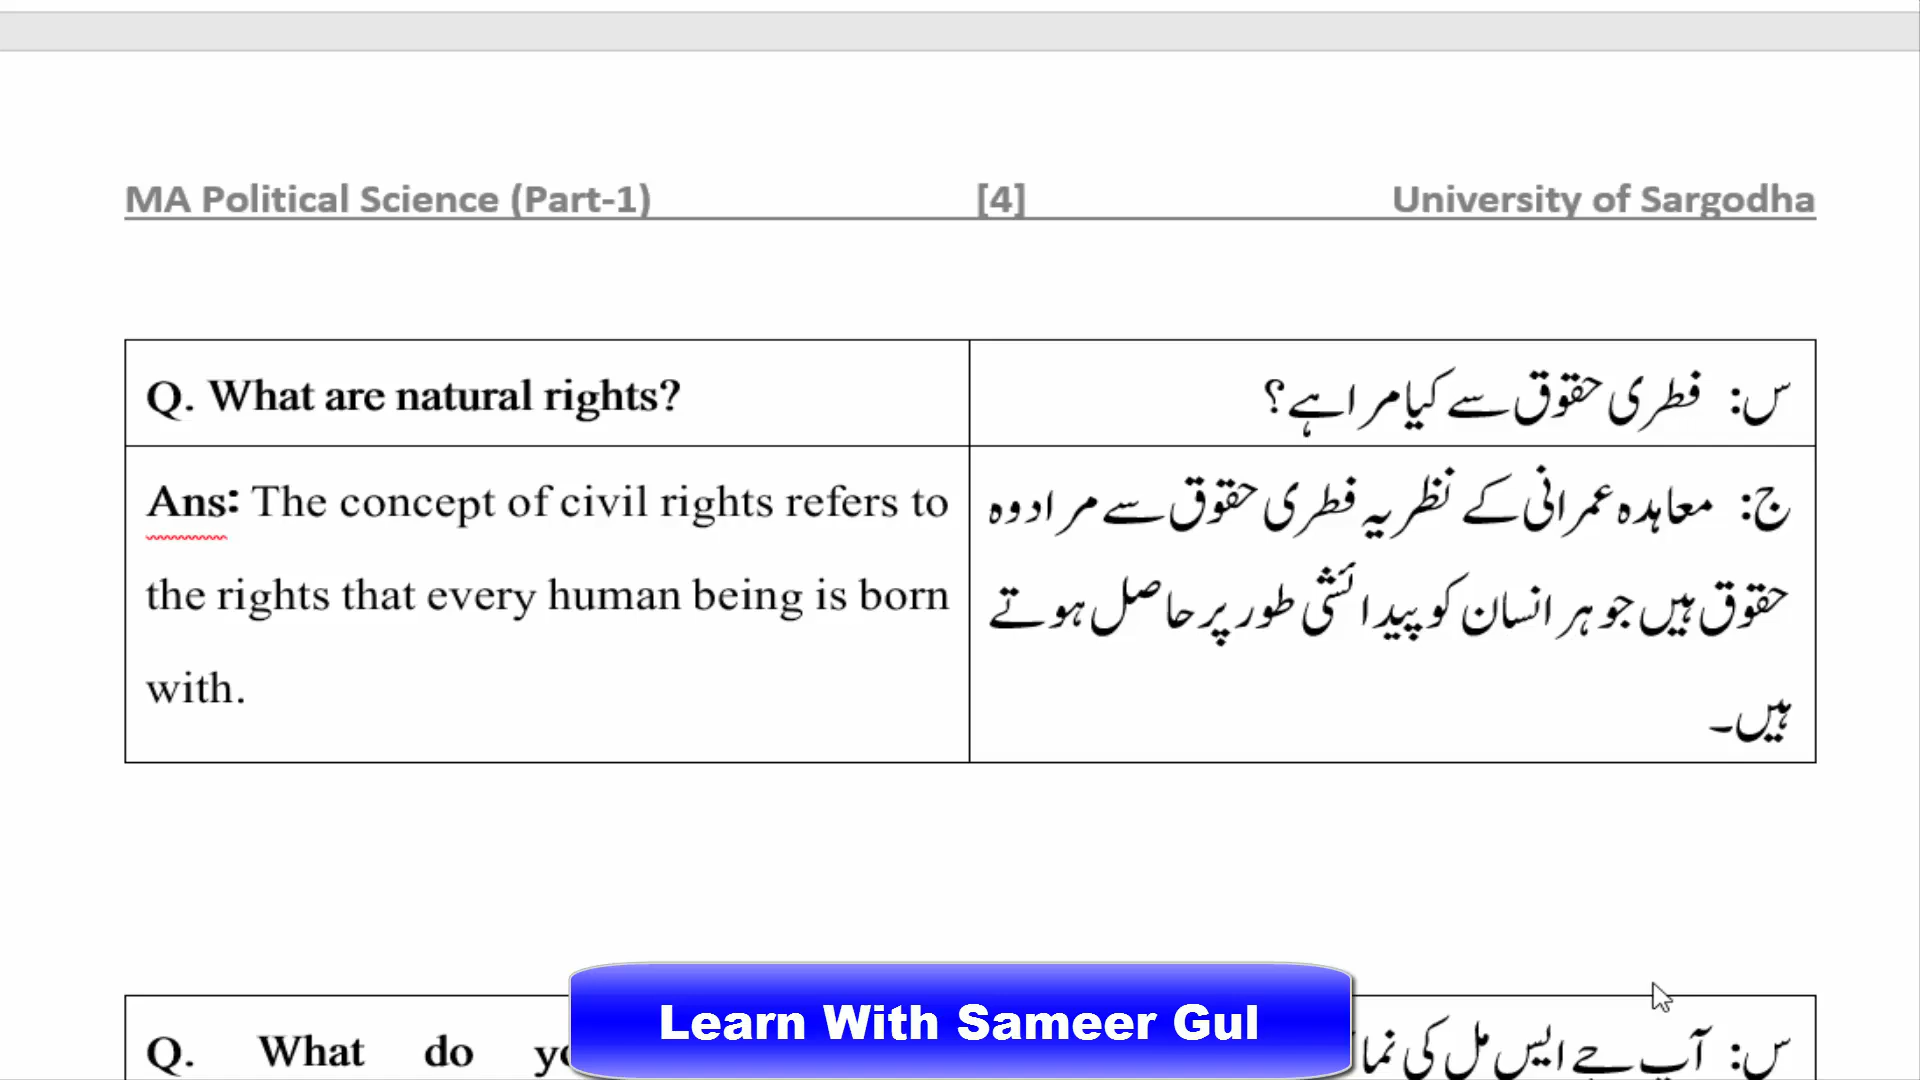 MA Political Science (Part-1) [4] University of Sargodha
Q. What are natural rights?
س: فطری حقوق سے کیا مرا ہے؟
Ans: The concept of civil rights refers to
the rights that every human being is born
with.
ج: معاہدہ عمرانی کے نظریہ فطری حقوق سے مراد وہ
حقوق ہیں جو ہر انسان کو پیدائشی طور پر حاصل ہوتے
ہیں۔
Q. What do
س: آپ جے ایس مل کی
Learn With Sameer Gul